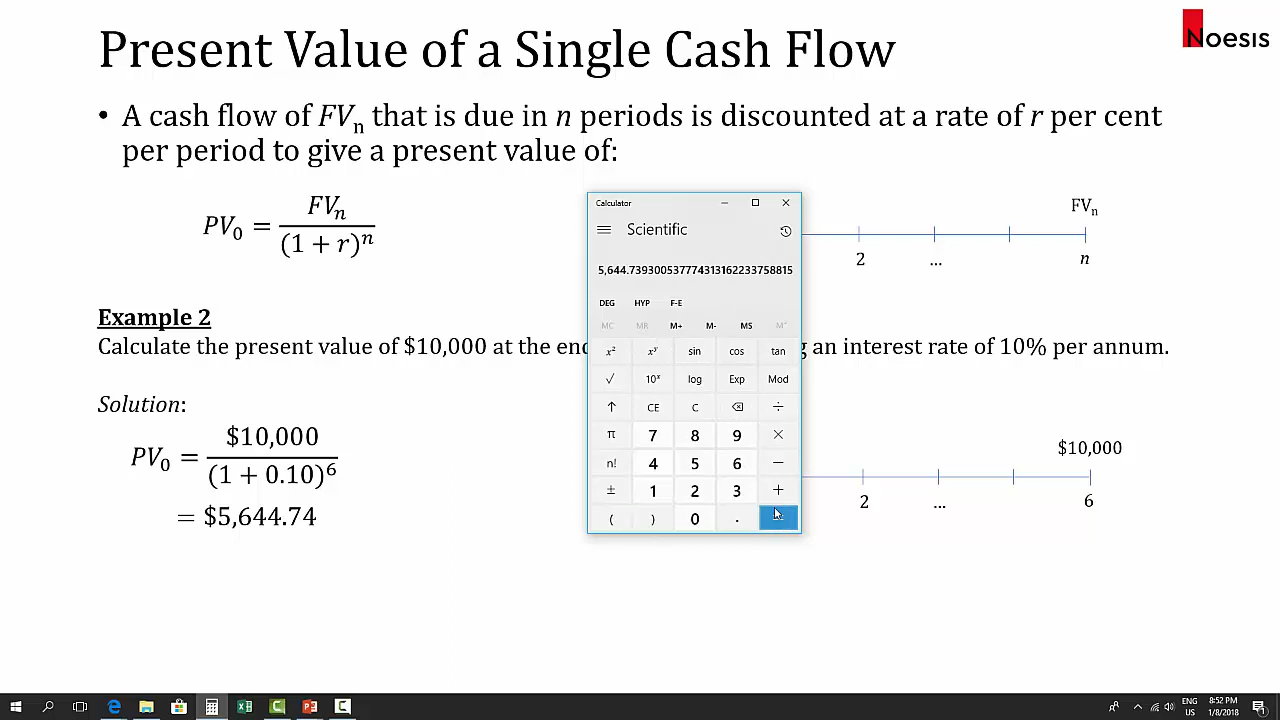 Present Value of a Single Cash Flow
Noesis
• A cash flow of FVn that is due in n periods is discounted at a rate of r per cent
per period to give a present value of:
PV0 = FVn / (1 + r)^n
FVn
2 ... n
Example 2
Calculate the present value of $10,000 at the end
an interest rate of 10% per annum.
Solution:
PV0 = $10,000 / (1 + 0.10)^6
= $5,644.74
$10,000
2 ... 6
Calculator
Scientific
5,644.7393005377743131622337588​15
DEG HYP F-E
MC MR M+ M- MS M˅
x² xʸ sin cos tan
√ 10ˣ log Exp Mod
↑ CE C ⌫ ÷
π 7 8 9 ×
n! 4 5 6 −
± 1 2 3 +
( ) 0 .
ENG
US
8:52 PM
1/8/2018